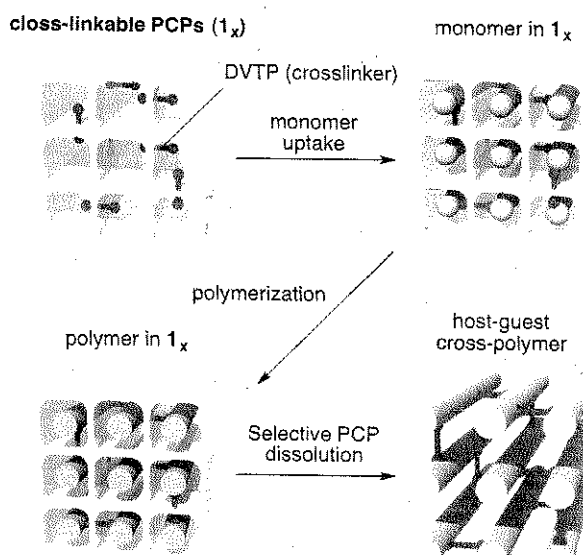 closs-linkable PCPs (1x)
monomer in 1x
DVTP (crosslinker)
monomer
uptake
polymerization
polymer in 1x
host-guest
cross-polymer
Selective PCP
dissolution